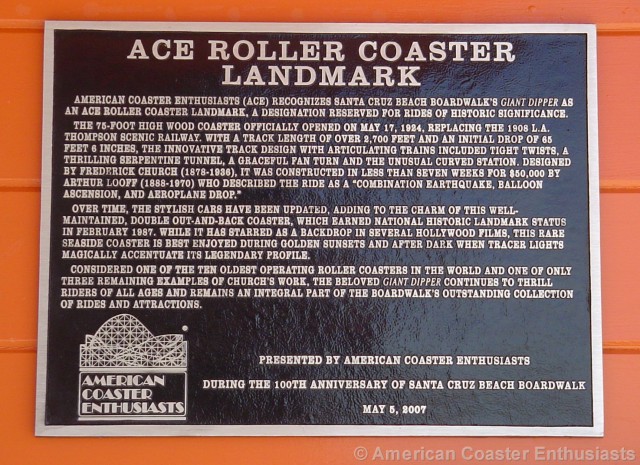 ACE ROLLER COASTER
LANDMARK
AMERICAN COASTER ENTHUSIASTS (ACE) RECOGNIZES SANTA CRUZ BEACH BOARDWALK'S GIANT DIPPER AS
AN ACE ROLLER COASTER LANDMARK, A DESIGNATION RESERVED FOR RIDES OF HISTORIC SIGNIFICANCE.
THE 75-FOOT HIGH WOOD COASTER OFFICIALLY OPENED ON MAY 17, 1924, REPLACING THE 1908 L.A.
THOMPSON SCENIC RAILWAY. WITH A TRACK LENGTH OF OVER 2,700 FEET AND AN INITIAL DROP OF 65
FEET 6 INCHES, THE INNOVATIVE TRACK DESIGN WITH ARTICULATING TRAINS INCLUDED TIGHT TWISTS, A
THRILLING SERPENTINE TUNNEL, A GRACEFUL FAN TURN AND THE UNUSUAL CURVED STATION. DESIGNED
BY FREDERICK CHURCH (1878-1936), IT WAS CONSTRUCTED IN LESS THAN SEVEN WEEKS FOR $50,000 BY
ARTHUR LOOFF (1888-1970) WHO DESCRIBED THE RIDE AS A "COMBINATION EARTHQUAKE, BALLOON
ASCENSION, AND AEROPLANE DROP."
OVER TIME, THE STYLISH CARS HAVE BEEN UPDATED, ADDING TO THE CHARM OF THIS WELL-
MAINTAINED, DOUBLE OUT-AND-BACK COASTER, WHICH EARNED NATIONAL HISTORIC LANDMARK STATUS
IN FEBRUARY 1987. WHILE IT HAS STARRED AS A BACKDROP IN SEVERAL HOLLYWOOD FILMS, THIS RARE
SEASIDE COASTER IS BEST ENJOYED DURING GOLDEN SUNSETS AND AFTER DARK WHEN TRACER LIGHTS
MAGICALLY ACCENTUATE ITS LEGENDARY PROFILE.
CONSIDERED ONE OF THE TEN OLDEST OPERATING ROLLER COASTERS IN THE WORLD AND ONE OF ONLY
THREE REMAINING EXAMPLES OF CHURCH'S WORK, THE BELOVED GIANT DIPPER CONTINUES TO THRILL
RIDERS OF ALL AGES AND REMAINS AN INTEGRAL PART OF THE BOARDWALK'S OUTSTANDING COLLECTION
OF RIDES AND ATTRACTIONS.
AMERICAN
COASTER
ENTHUSIASTS
PRESENTED BY AMERICAN COASTER ENTHUSIASTS
DURING THE 100TH ANNIVERSARY OF SANTA CRUZ BEACH BOARDWALK
MAY 5, 2007
© American Coaster Enthusiasts